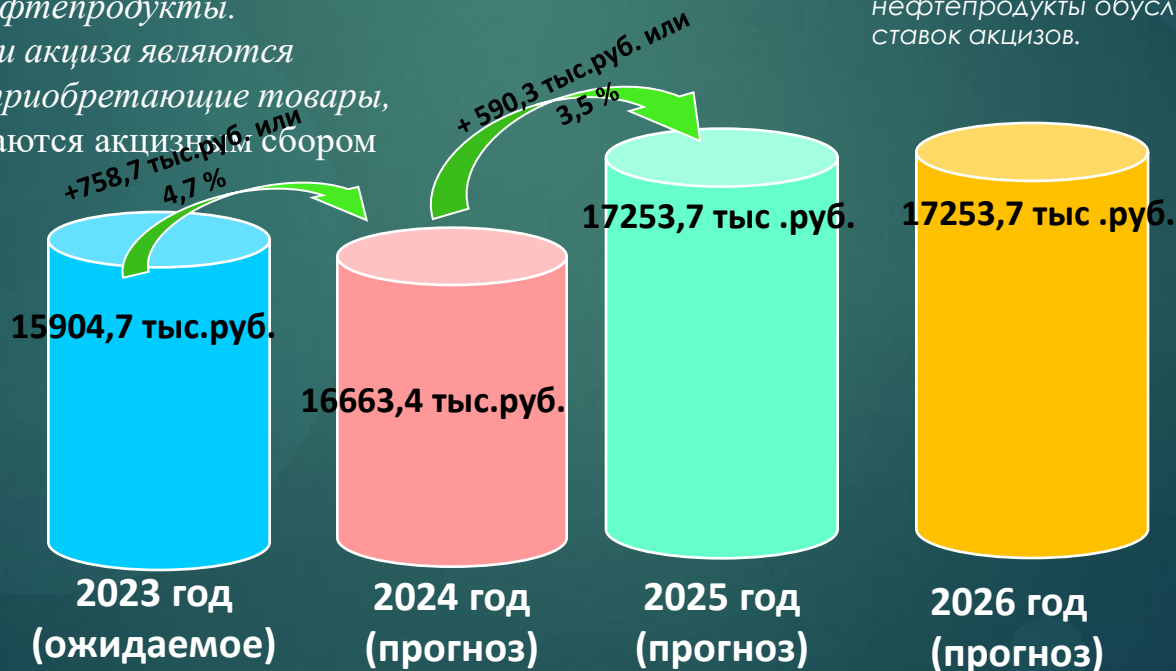 нефтепродукты обусл
ставок акцизов.
фтепродукты.
и акциза являются
приобретающие товары,
аются акцизным сбором
+758,7 тыс.руб. или
4,7 %
+ 590,3 тыс.руб. или
3,5 %
15904,7 тыс.руб.
16663,4 тыс.руб.
17253,7 тыс .руб.
17253,7 тыс .руб.
2023 год
(ожидаемое)
2024 год
(прогноз)
2025 год
(прогноз)
2026 год
(прогноз)